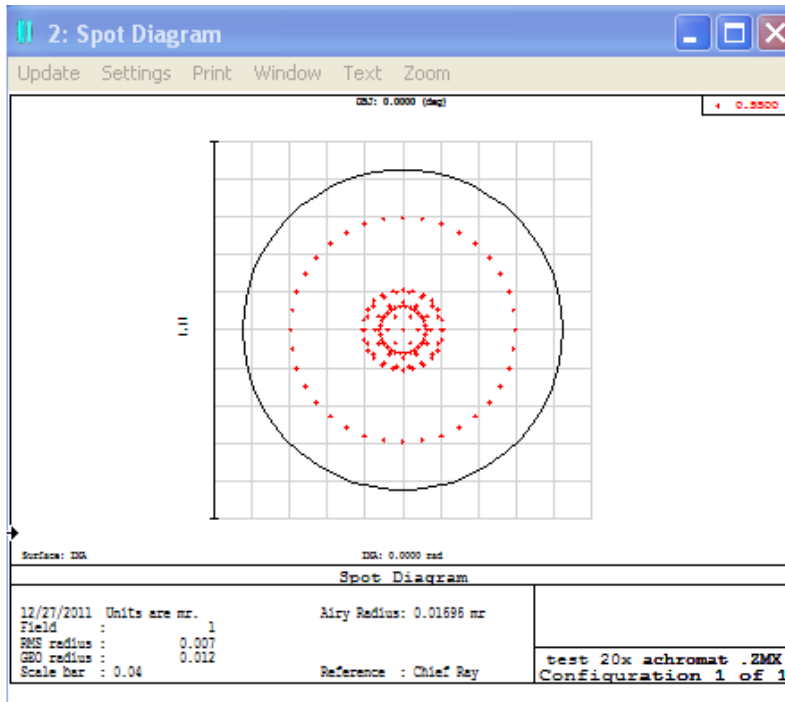 2: Spot Diagram
Update Settings Print Window Text Zoom
OBJ: 0.0000 (deg)
0.5500
Surface: IMA
IMA: 0.0000 rad
Spot Diagram
12/27/2011 Units are mr.
Airy Radius: 0.01696 mr
Field : 1
RMS radius : 0.007
GEO radius : 0.012
Scale bar : 0.04
Reference : Chief Ray
test 20x achromat .ZMX
Configuration 1 of 1